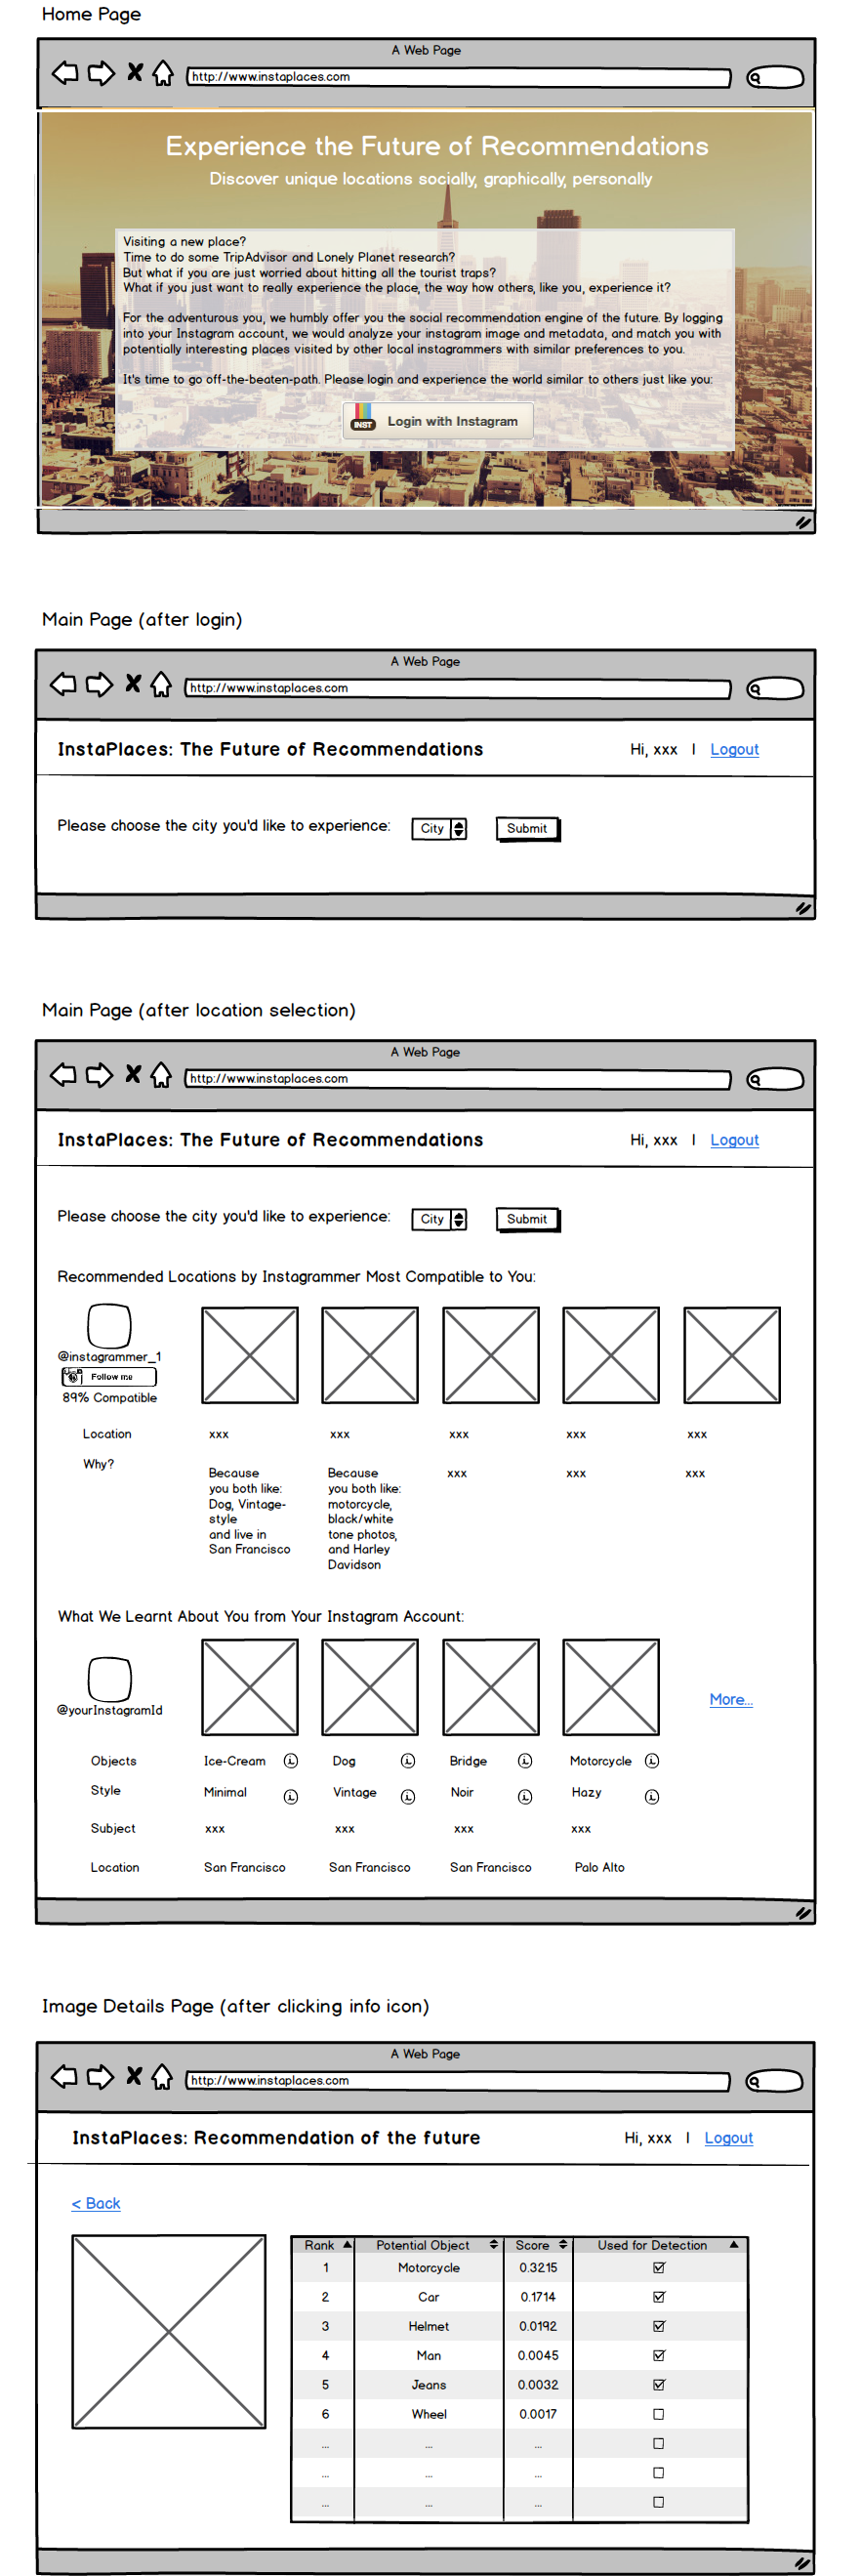 Home Page
A Web Page
http://www.instaplaces.com
Experience the Future of Recommendations
Discover unique locations socially, graphically, personally
Visiting a new place?
Time to do some TripAdvisor and Lonely Planet research?
But what if you are just worried about hitting all the tourist traps?
What if you just want to really experience the place, the way how others, like you, experience it?
For the adventurous you, we humbly offer you the social recommendation engine of the future. By logging
into your Instagram account, we would analyze your instagram image and metadata, and match you with
potentially interesting places visited by other local instagrammers with similar preferences to you.
It's time to go off-the-beaten-path. Please login and experience the world similar to others just like you:
INST Login with Instagram
Main Page (after login)
A Web Page
http://www.instaplaces.com
InstaPlaces: The Future of Recommendations Hi, xxx | Logout
Please choose the city you'd like to experience: City Submit
Main Page (after location selection)
A Web Page
http://www.instaplaces.com
InstaPlaces: The Future of Recommendations Hi, xxx | Logout
Please choose the city you'd like to experience: City Submit
Recommended Locations by Instagrammer Most Compatible to You:
@instagrammer_1
Follow me
89% Compatible
Location xxx xxx xxx xxx xxx
Why?
Because
you both like:
Dog, Vintage-
style
and live in
San Francisco
Because
you both like:
motorcycle,
black/white
tone photos,
and Harley
Davidson
xxx xxx xxx
What We Learnt About You from Your Instagram Account:
@yourInstagramId
More...
Objects Ice-Cream i Dog i Bridge i Motorcycle i
Style Minimal i Vintage i Noir i Hazy i
Subject xxx xxx xxx xxx
Location San Francisco San Francisco San Francisco Palo Alto
Image Details Page (after clicking info icon)
A Web Page
http://www.instaplaces.com
InstaPlaces: Recommendation of the future Hi, xxx | Logout
< Back
Rank Potential Object Score Used for Detection
1 Motorcycle 0.3215
2 Car 0.1714
3 Helmet 0.0192
4 Man 0.0045
5 Jeans 0.0032
6 Wheel 0.0017
... ... ...
... ... ...
... ... ...